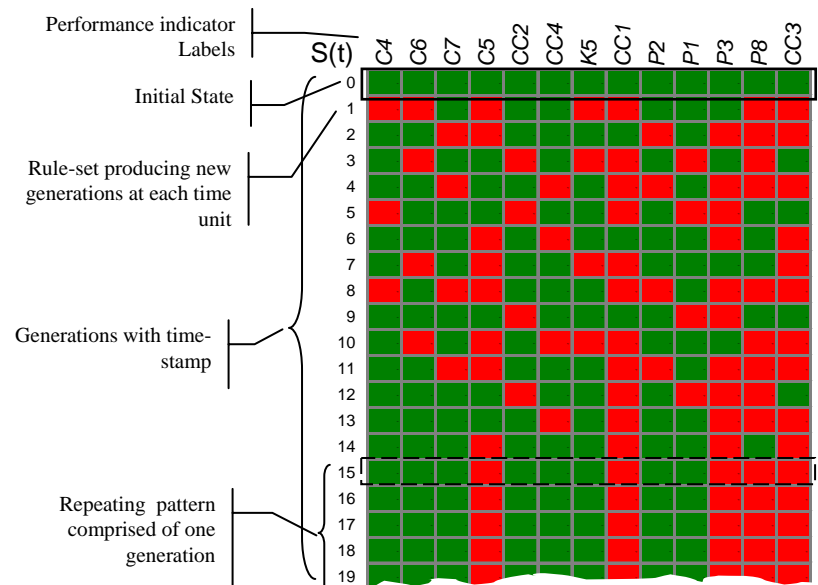 Performance indicator
Labels
S(t)
C4
C6
C7
C5
CC2
CC4
K5
CC1
P2
P1
P3
P8
CC3
Initial State
Rule-set producing new
generations at each time
unit
Generations with time-
stamp
Repeating pattern
comprised of one
generation
0
1
2
3
4
5
6
7
8
9
10
11
12
13
14
15
16
17
18
19